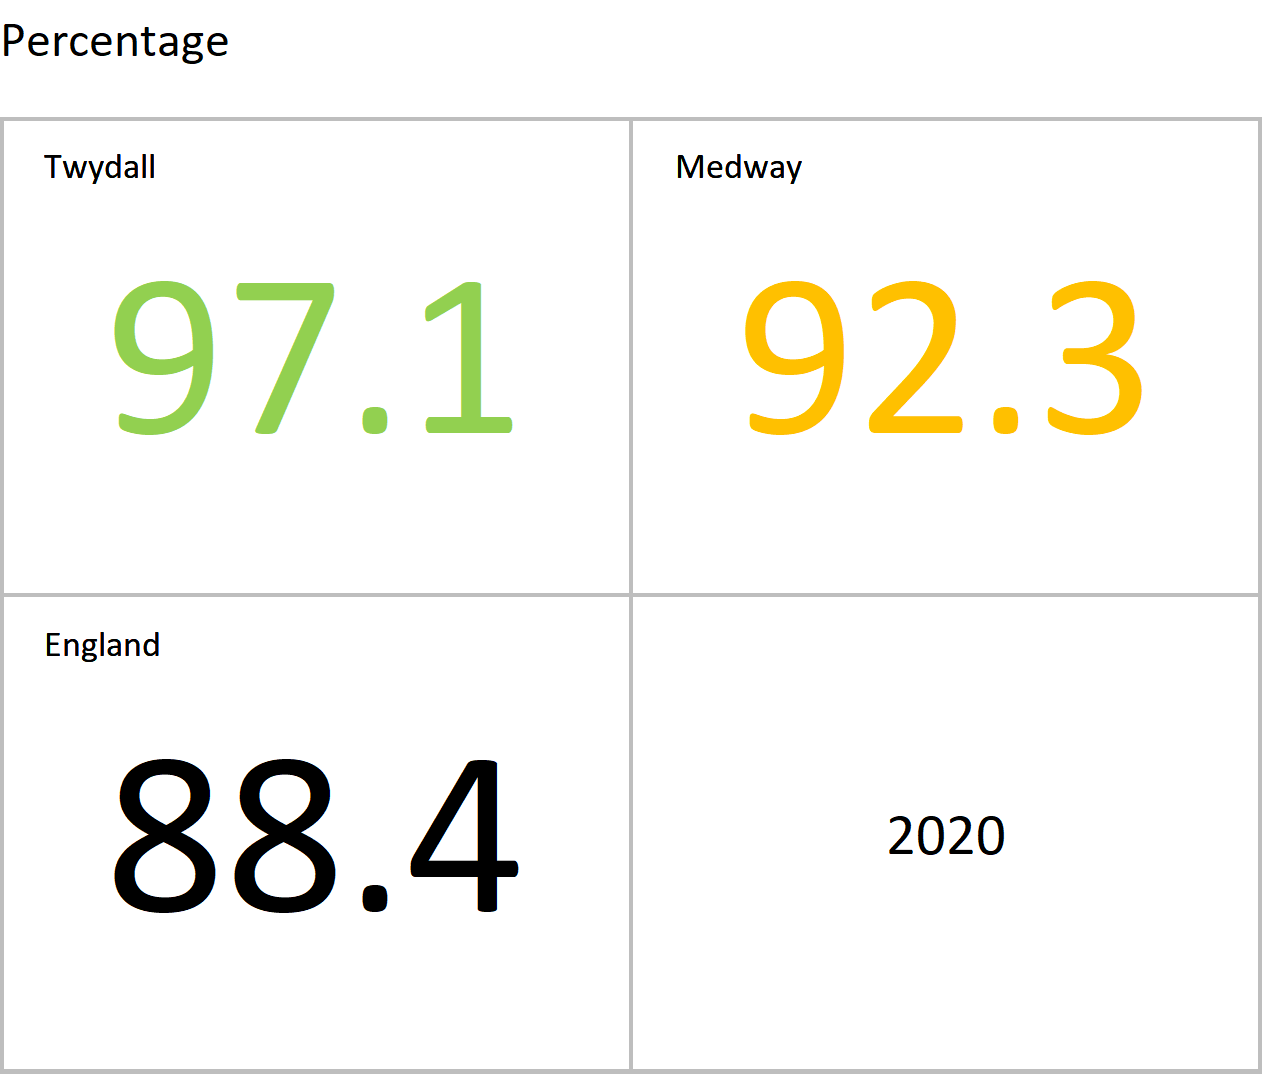 Percentage
Twydall
97.1
Medway
92.3
England
88.4
2020